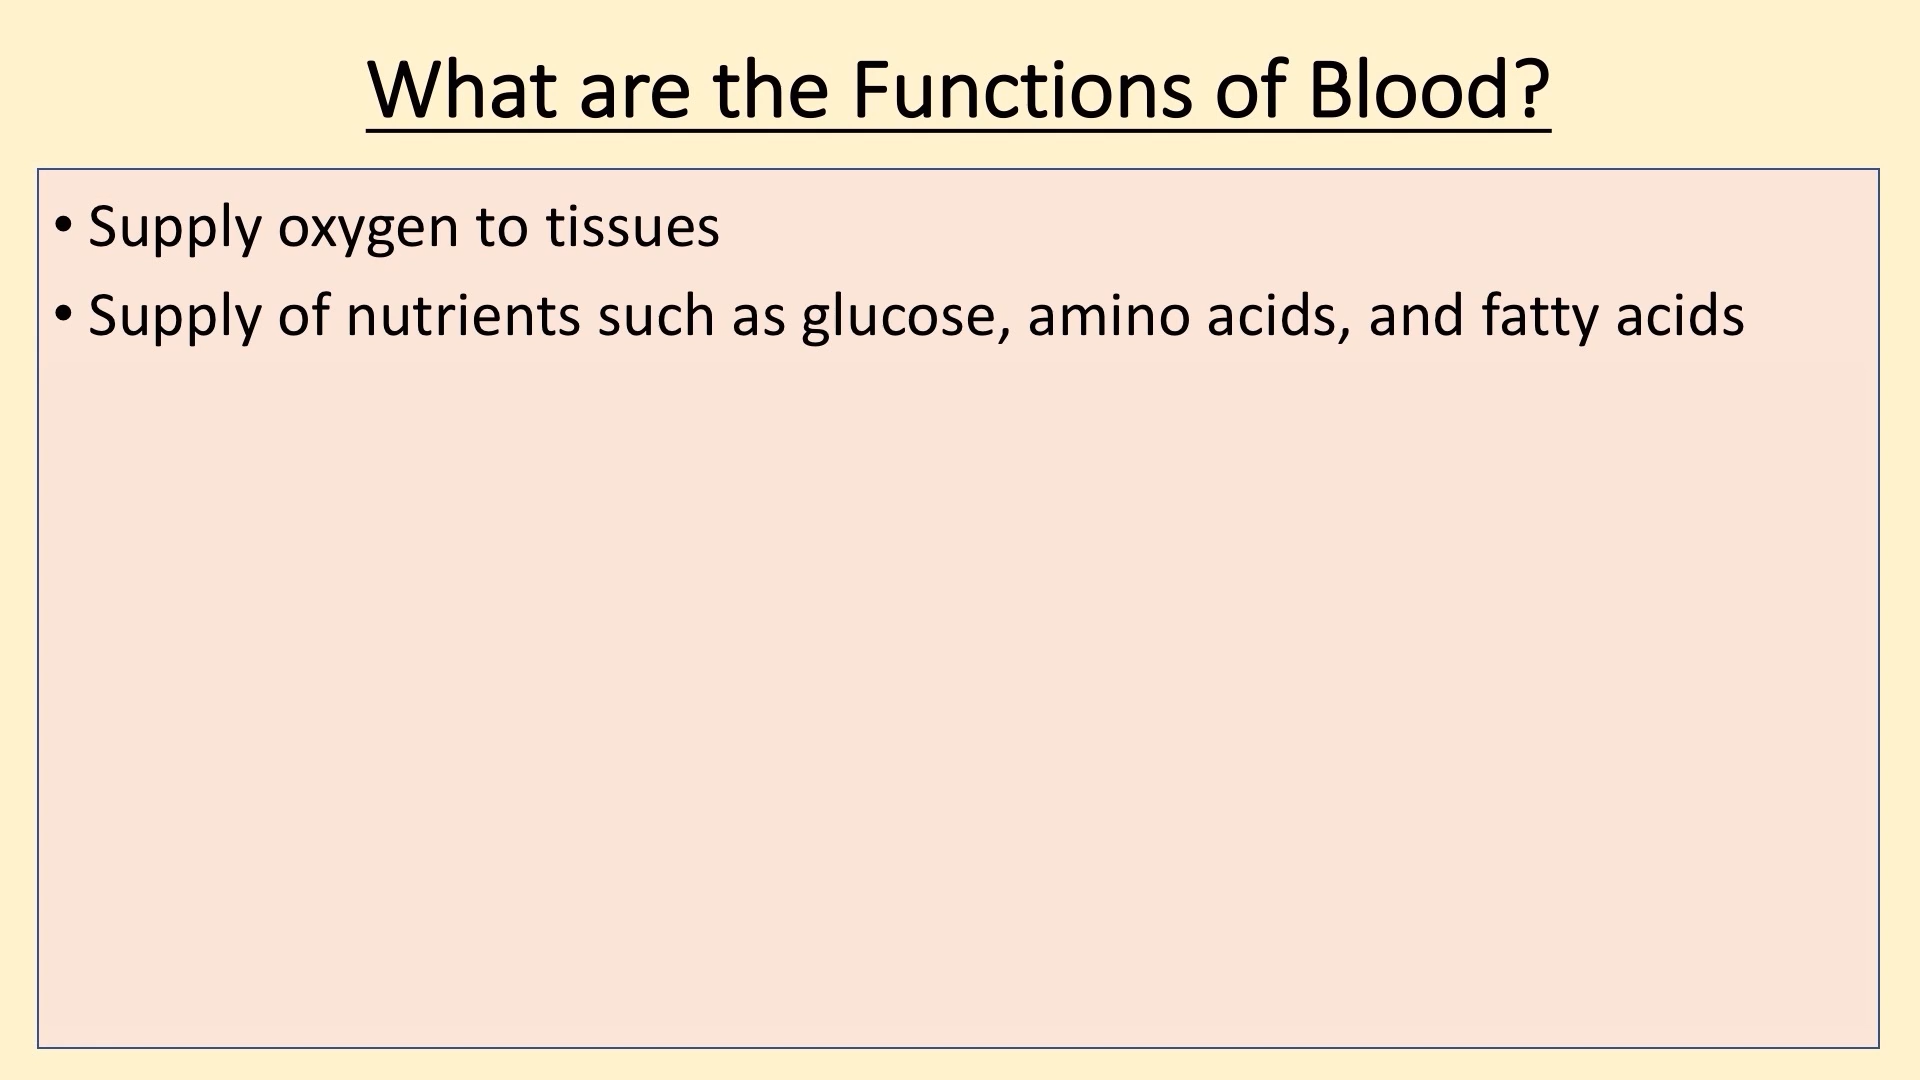 What are the Functions of Blood?
• Supply oxygen to tissues
• Supply of nutrients such as glucose, amino acids, and fatty acids